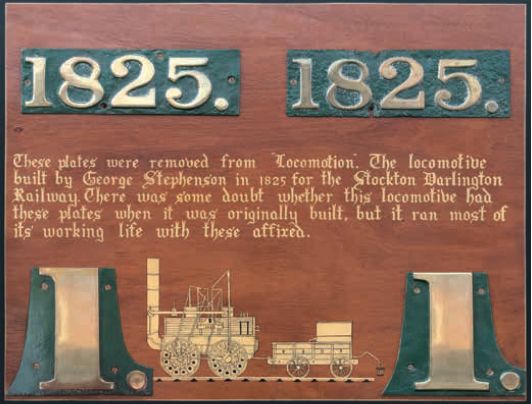 1825. 1825.
These plates were removed from "Locomotion". The locomotive
built by George Stephenson in 1825 for the Stockton Darlington
Railway. There was some doubt whether this locomotive had
these plates when it was originally built, but it ran most of
its' working life with these affixed.
1 1